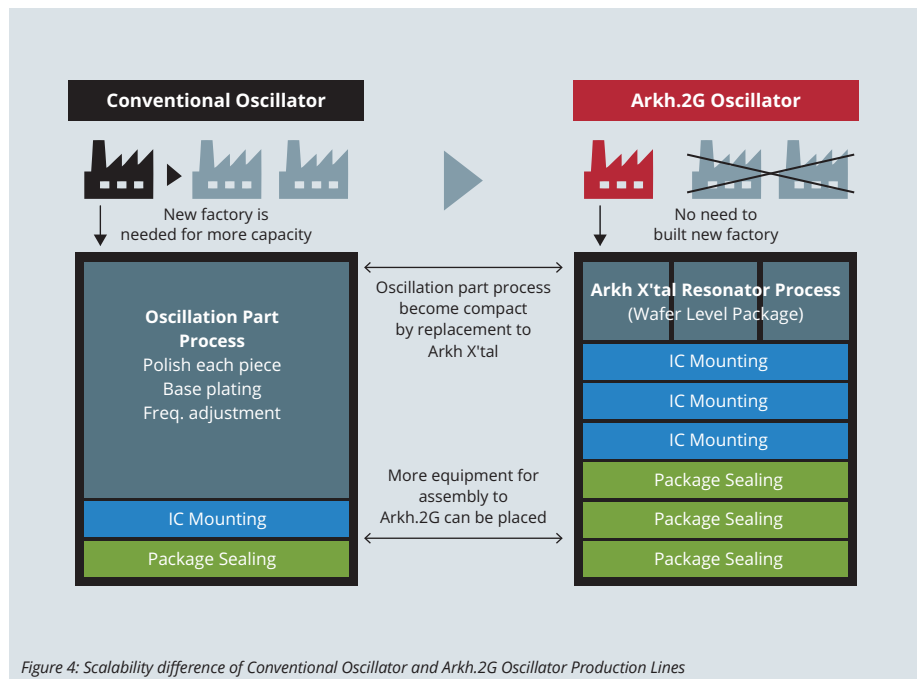 Conventional Oscillator
Arkh.2G Oscillator
New factory is
needed for more capacity
No need to
built new factory
Oscillation Part
Process
Polish each piece
Base plating
Freq. adjustment
IC Mounting
Package Sealing
Oscillation part process
become compact
by replacement to
Arkh X'tal
More equipment for
assembly to
Arkh.2G can be placed
Arkh X'tal Resonator Process
(Wafer Level Package)
IC Mounting
IC Mounting
IC Mounting
Package Sealing
Package Sealing
Package Sealing
Figure 4: Scalability difference of Conventional Oscillator and Arkh.2G Oscillator Production Lines